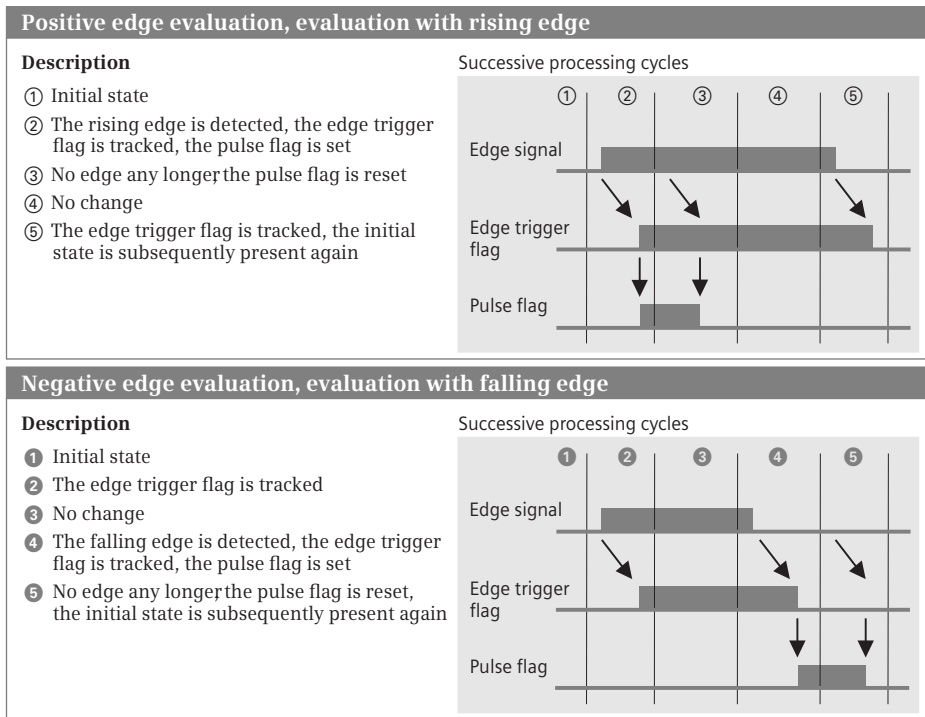 Positive edge evaluation, evaluation with rising edge
Description
① Initial state
② The rising edge is detected, the edge trigger
flag is tracked, the pulse flag is set
③ No edge any longer, the pulse flag is reset
④ No change
⑤ The edge trigger flag is tracked, the initial
state is subsequently present again
Successive processing cycles
① ② ③ ④ ⑤
Edge signal
Edge trigger
flag
Pulse flag
Negative edge evaluation, evaluation with falling edge
Description
❶ Initial state
❷ The edge trigger flag is tracked
❸ No change
❹ The falling edge is detected, the edge trigger
flag is tracked, the pulse flag is set
❺ No edge any longer, the pulse flag is reset,
the initial state is subsequently present again
Successive processing cycles
❶ ❷ ❸ ❹ ❺
Edge signal
Edge trigger
flag
Pulse flag